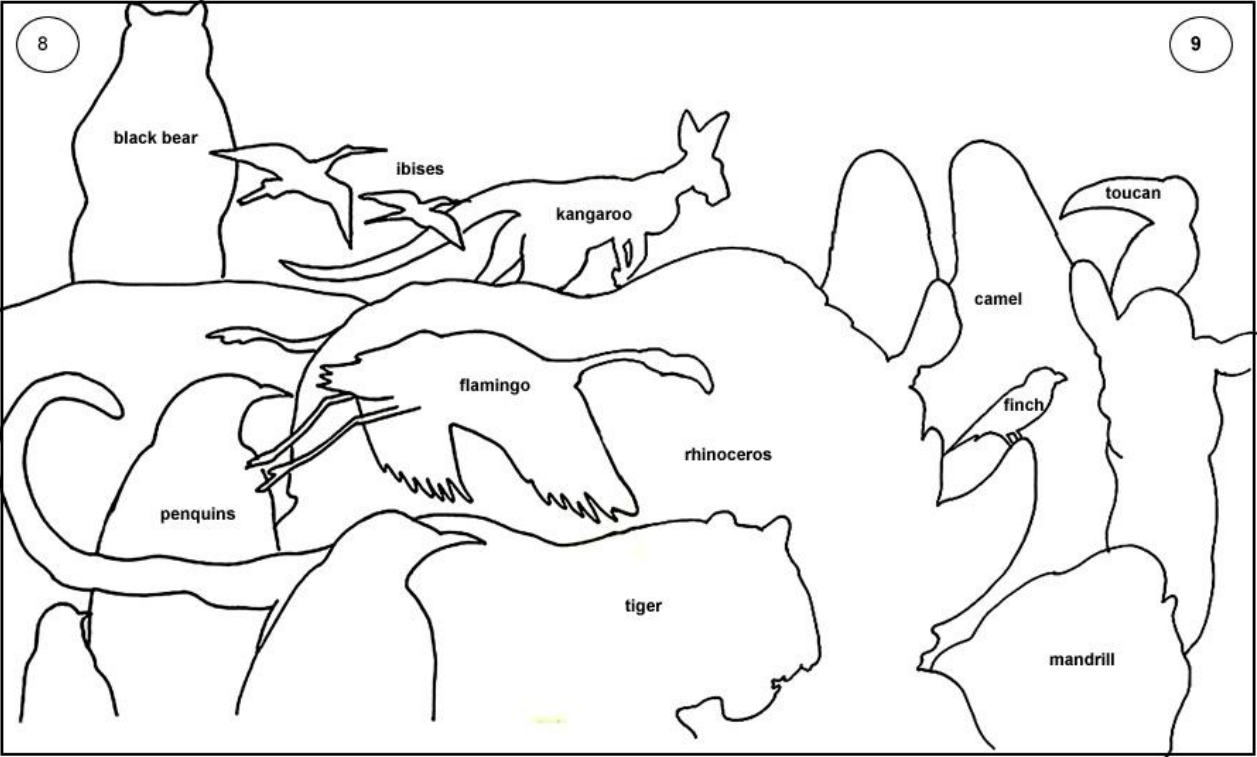 8
9
black bear
ibises
toucan
kangaroo
camel
flamingo
finch
rhinoceros
penquins
tiger
mandrill